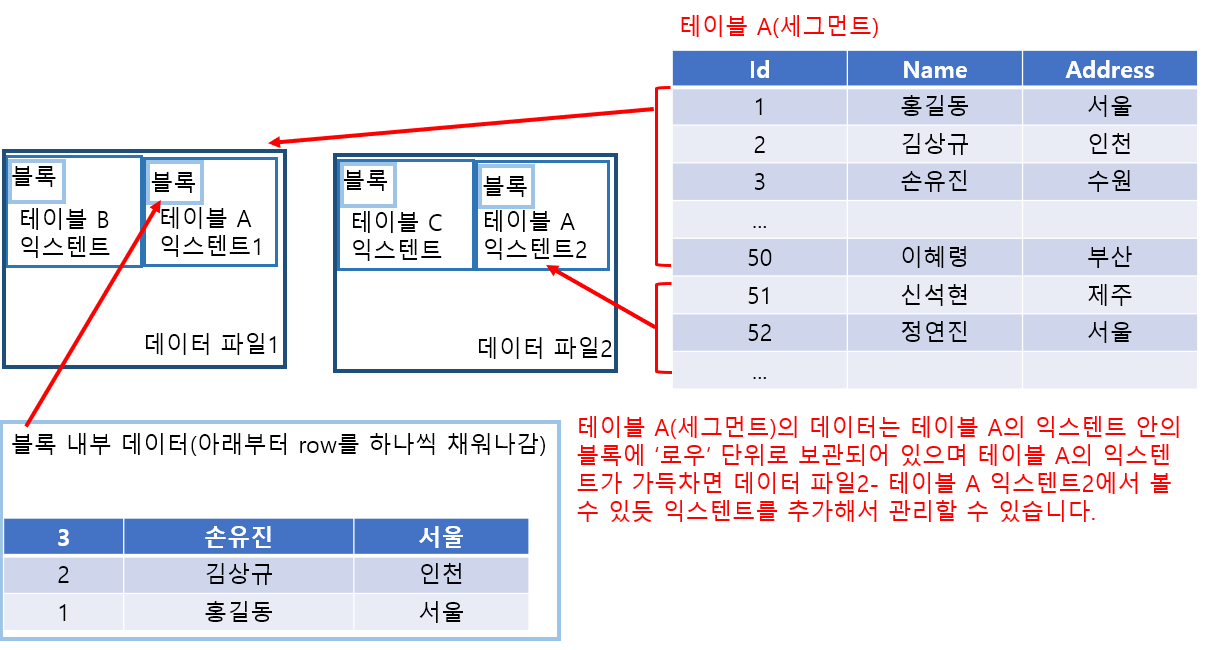 테이블 A(세그먼트)
Id Name Address
1 홍길동 서울
2 김상규 인천
3 손유진 수원
...
50 이혜령 부산
51 신석현 제주
52 정연진 서울
...
블록
테이블 B
익스텐트
블록
테이블 A
익스텐트1
데이터 파일1
블록
테이블 C
익스텐트
블록
테이블 A
익스텐트2
데이터 파일2
블록 내부 데이터(아래부터 row를 하나씩 채워나감)
3 손유진 서울
2 김상규 인천
1 홍길동 서울
테이블 A(세그먼트)의 데이터는 테이블 A의 익스텐트 안의
블록에 ‘로우’ 단위로 보관되어 있으며 테이블 A의 익스텐
트가 가득차면 데이터 파일2- 테이블 A 익스텐트2에서 볼
수 있듯 익스텐트를 추가해서 관리할 수 있습니다.